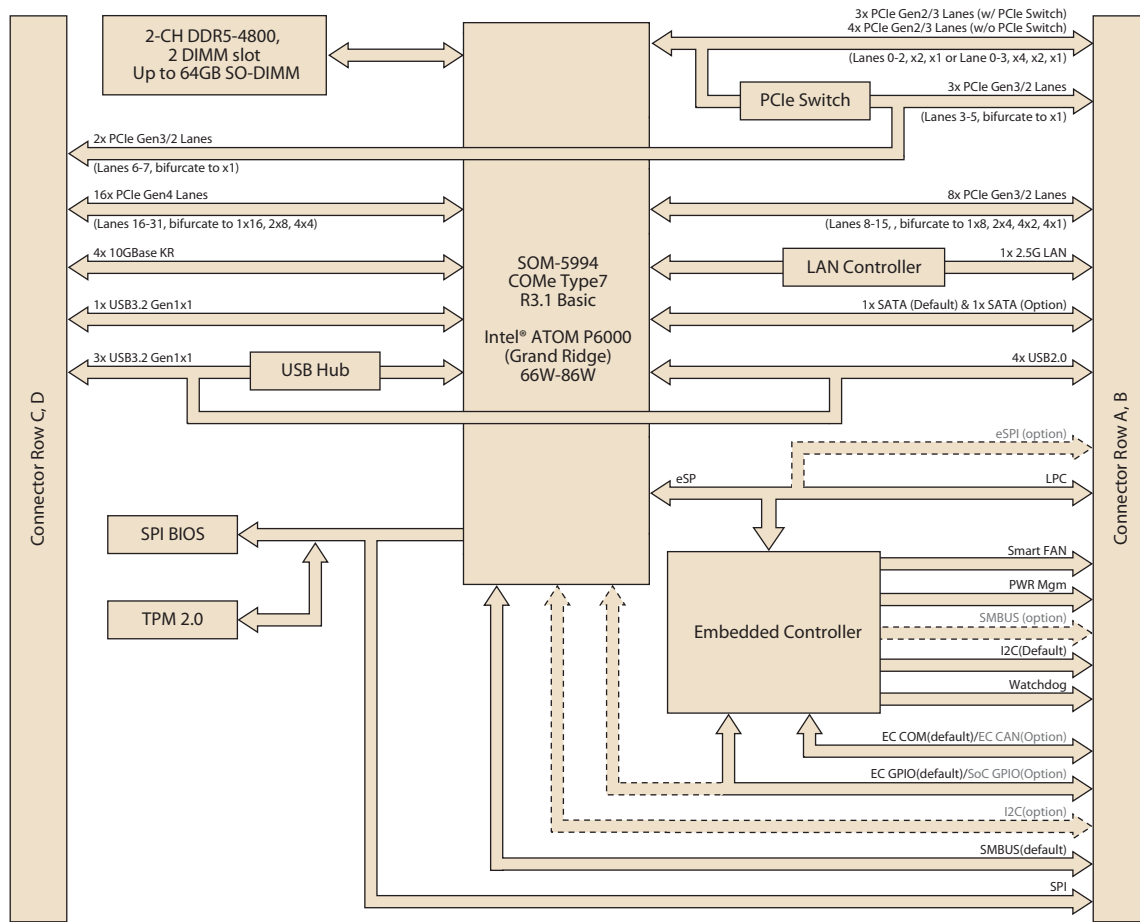 2-CH DDR5-4800,
2 DIMM slot
Up to 64GB SO-DIMM
3x PCIe Gen2/3 Lanes (w/ PCIe Switch)
4x PCIe Gen2/3 Lanes (w/o PCIe Switch)
(Lanes 0-2, x2, x1 or Lane 0-3, x4, x2, x1)
PCIe Switch
3x PCIe Gen3/2 Lanes
(Lanes 3-5, bifurcate to x1)
2x PCIe Gen3/2 Lanes
(Lanes 6-7, bifurcate to x1)
16x PCIe Gen4 Lanes
(Lanes 16-31, bifurcate to 1x16, 2x8, 4x4)
8x PCIe Gen3/2 Lanes
(Lanes 8-15, , bifurcate to 1x8, 2x4, 4x2, 4x1)
4x 10GBase KR
SOM-5994
COMe Type7
R3.1 Basic
Intel® ATOM P6000
(Grand Ridge)
66W-86W
LAN Controller
1x 2.5G LAN
1x USB3.2 Gen1x1
1x SATA (Default) & 1x SATA (Option)
3x USB3.2 Gen1x1
USB Hub
4x USB2.0
Connector Row C, D
Connector Row A, B
eSPI (option)
eSP
LPC
SPI BIOS
TPM 2.0
Embedded Controller
Smart FAN
PWR Mgm
SMBUS (option)
I2C(Default)
Watchdog
EC COM(default)/EC CAN(Option)
EC GPIO(default)/SoC GPIO(Option)
I2C(option)
SMBUS(default)
SPI